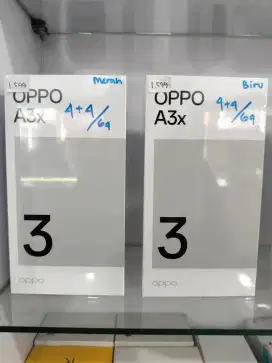 1.599
Merah
OPPO
A3x
4+4/64
3
oppo
1.599
Biru
OPPO
A3x
4+4/64
3
oppo